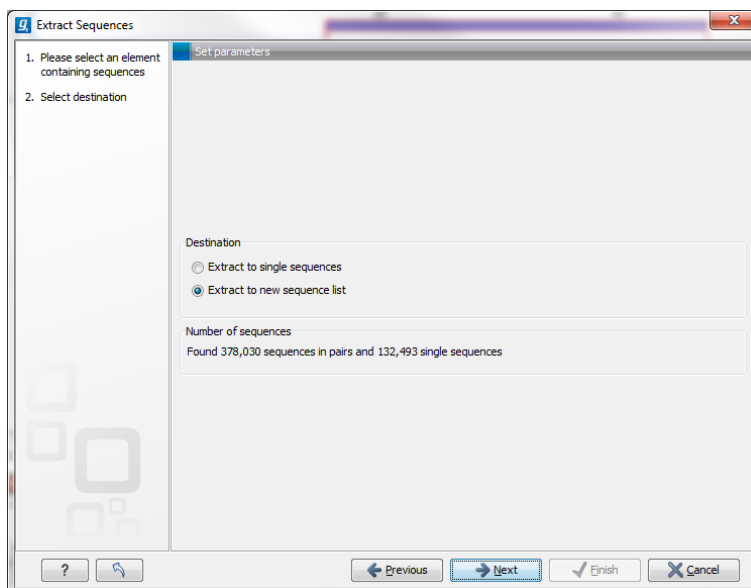 Extract Sequences
1. Please select an element
containing sequences
2. Select destination
Set parameters
Destination
Extract to single sequences
Extract to new sequence list
Number of sequences
Found 378,030 sequences in pairs and 132,493 single sequences
?
Previous
Next
Finish
Cancel